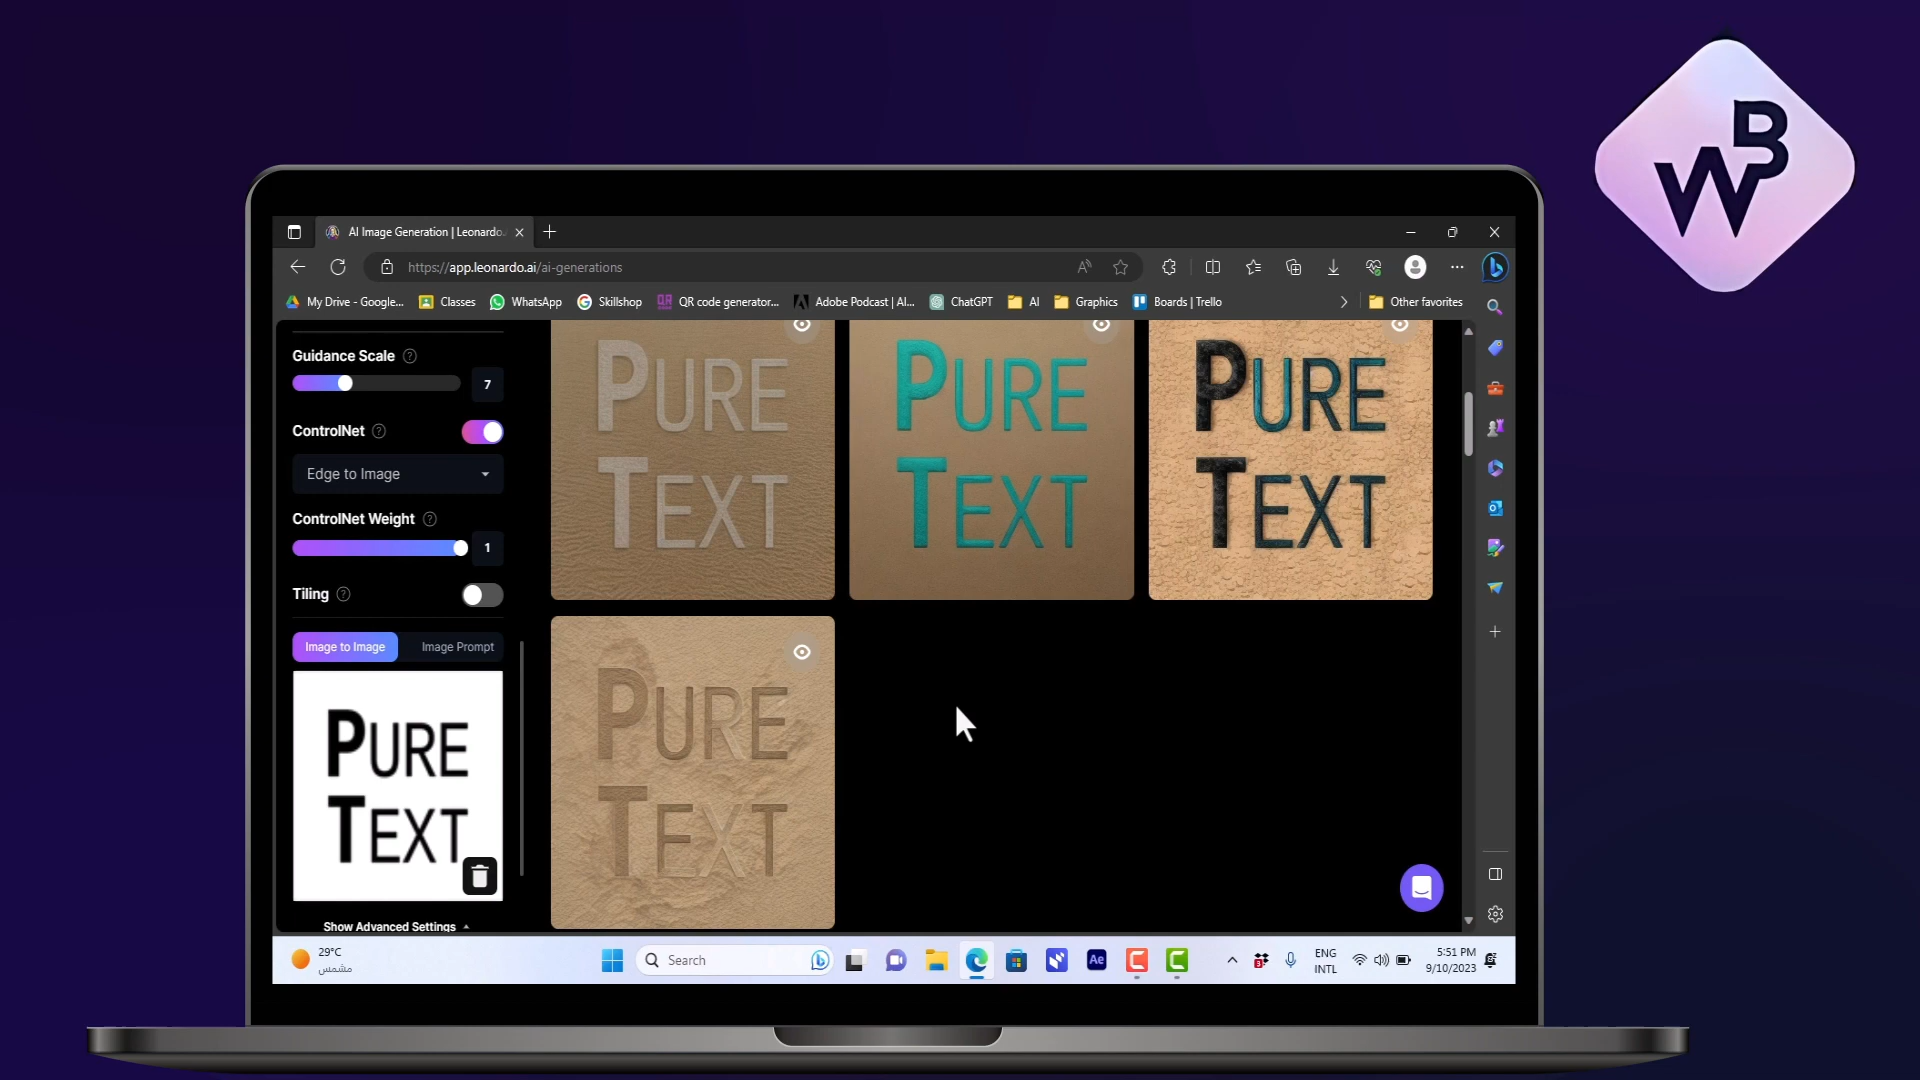 WB
AI Image Generation | Leonardo.
https://app.leonardo.ai/ai-generations
My Drive - Google...
Classes
WhatsApp
Skillshop
QR code generator...
Adobe Podcast | AI...
ChatGPT
AI
Graphics
Boards | Trello
Other favorites
Guidance Scale
7
ControlNet
Edge to Image
ControlNet Weight
1
Tiling
Image to Image
Image Prompt
PURE
TEXT
Show Advanced Settings
PURE
TEXT
PURE
TEXT
PURE
TEXT
PURE
TEXT
29°C
مشمس
Search
Ae
ENG
INTL
5:51 PM
9/10/2023